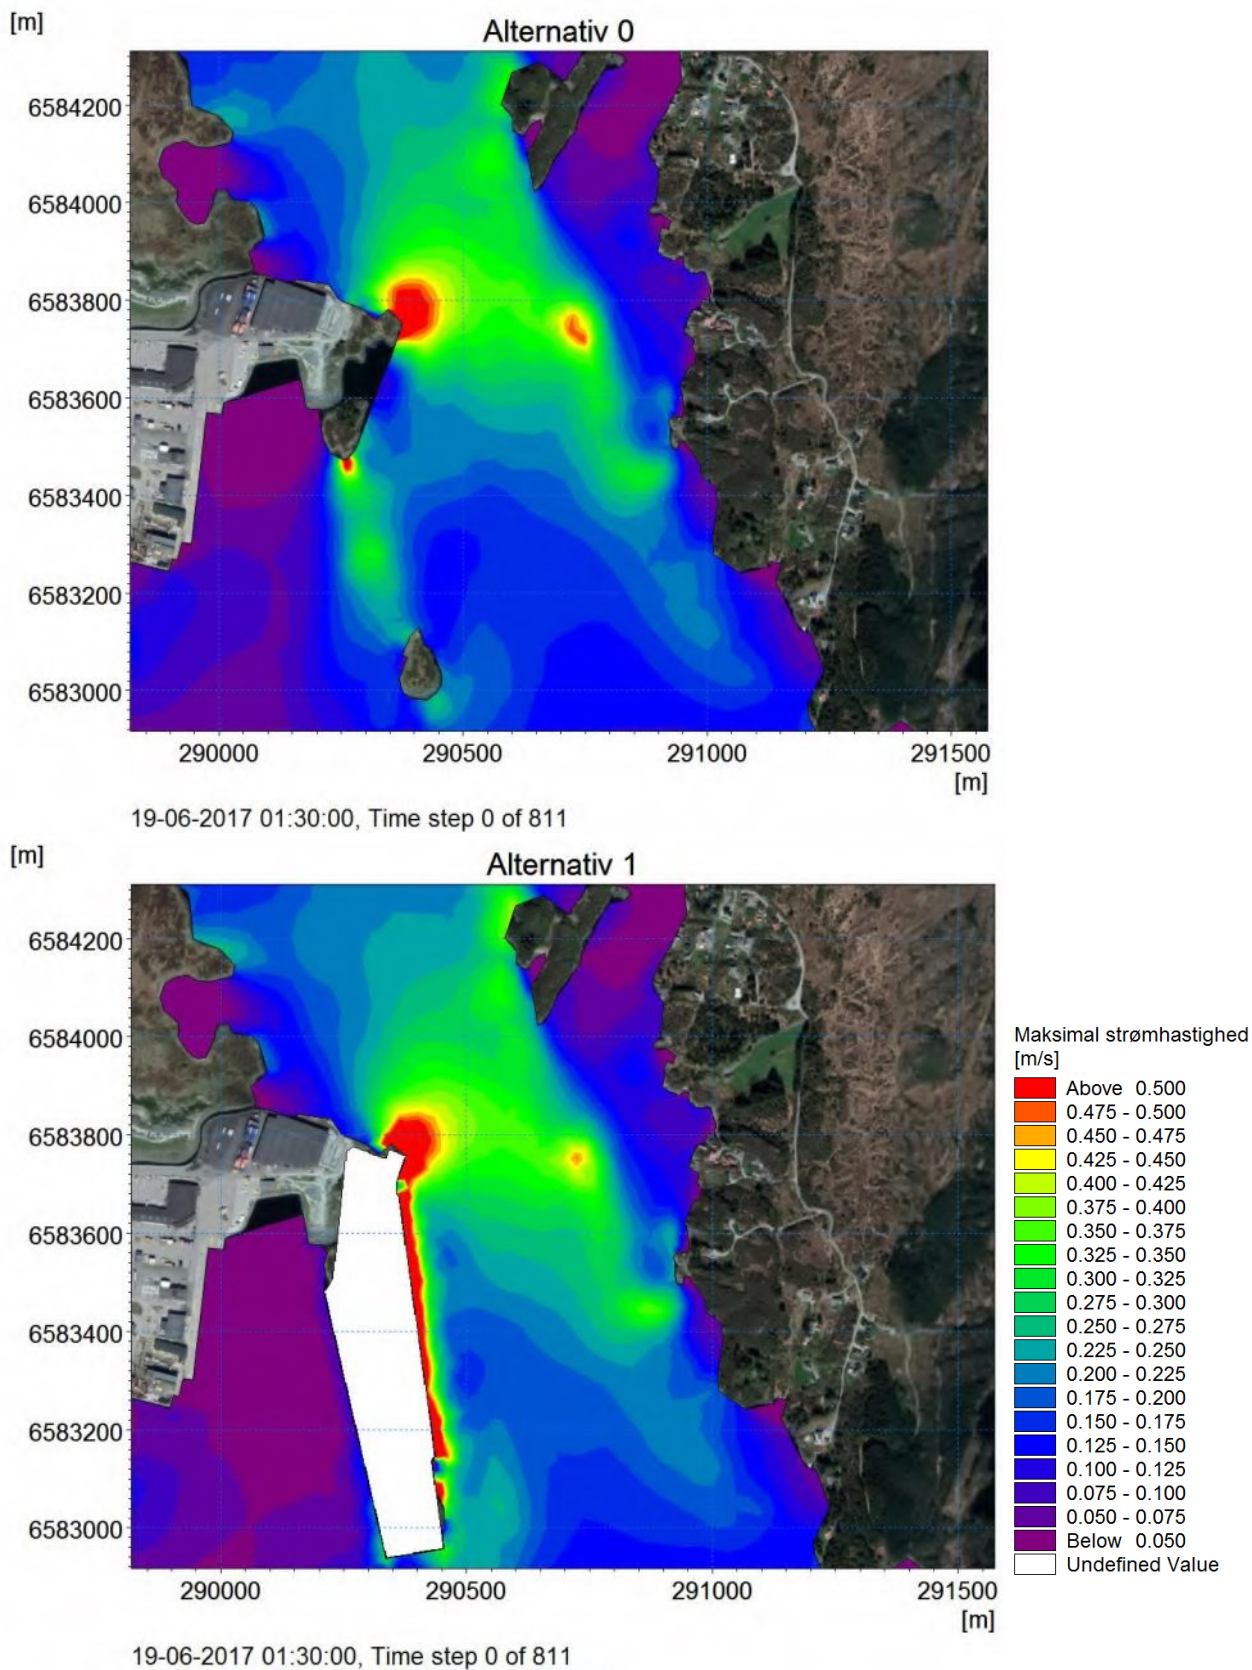 [m]
Alternativ 0
6584200
6584000
6583800
6583600
6583400
6583200
6583000
290000 290500 291000 291500
[m]
19-06-2017 01:30:00, Time step 0 of 811
[m]
Alternativ 1
6584200
6584000
6583800
6583600
6583400
6583200
6583000
290000 290500 291000 291500
[m]
19-06-2017 01:30:00, Time step 0 of 811
Maksimal strømhastighed
[m/s]
Above 0.500
0.475 - 0.500
0.450 - 0.475
0.425 - 0.450
0.400 - 0.425
0.375 - 0.400
0.350 - 0.375
0.325 - 0.350
0.300 - 0.325
0.275 - 0.300
0.250 - 0.275
0.225 - 0.250
0.200 - 0.225
0.175 - 0.200
0.150 - 0.175
0.125 - 0.150
0.100 - 0.125
0.075 - 0.100
0.050 - 0.075
Below 0.050
Undefined Value